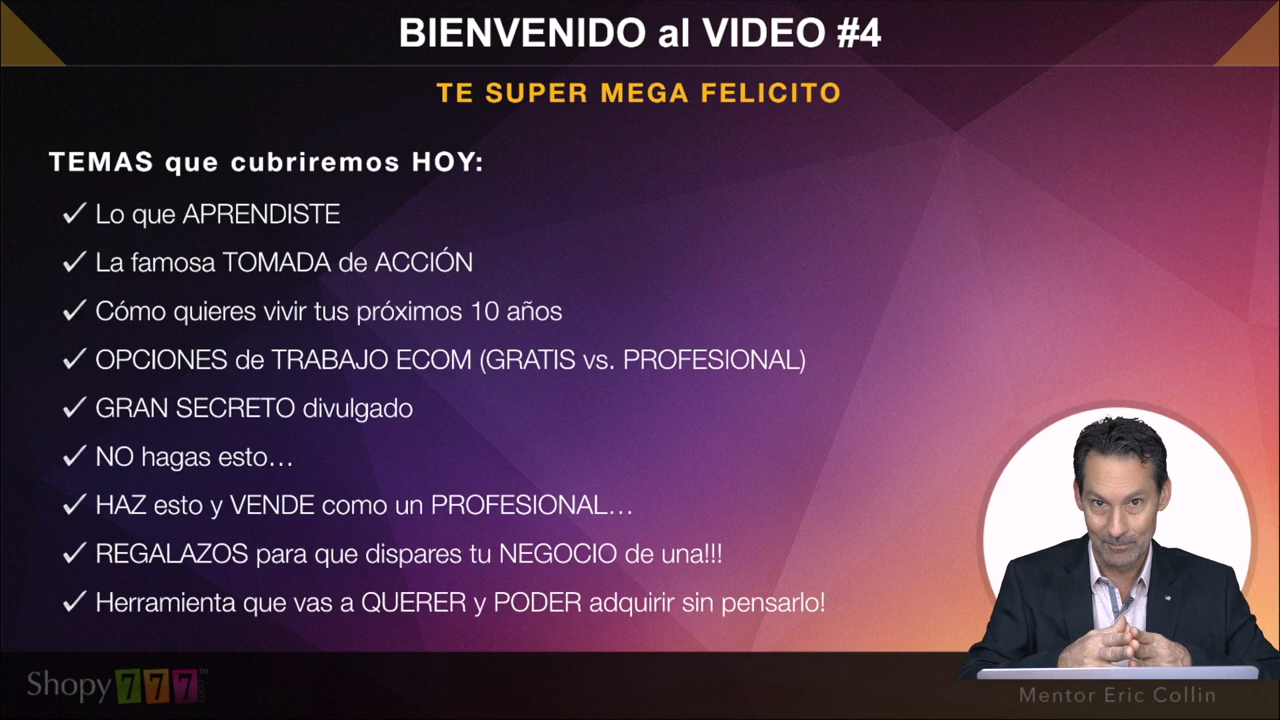 BIENVENIDO al VIDEO #4
TE SUPER MEGA FELICITO
TEMAS que cubriremos HOY:
✓ Lo que APRENDISTE
✓ La famosa TOMADA de ACCIÓN
✓ Cómo quieres vivir tus próximos 10 años
✓ OPCIONES de TRABAJO ECOM (GRATIS vs. PROFESIONAL)
✓ GRAN SECRETO divulgado
✓ NO hagas esto…
✓ HAZ esto y VENDE como un PROFESIONAL…
✓ REGALAZOS para que dispares tu NEGOCIO de una!!!
✓ Herramienta que vas a QUERER y PODER adquirir sin pensarlo!
Shopy777™
Mentor Eric Collin